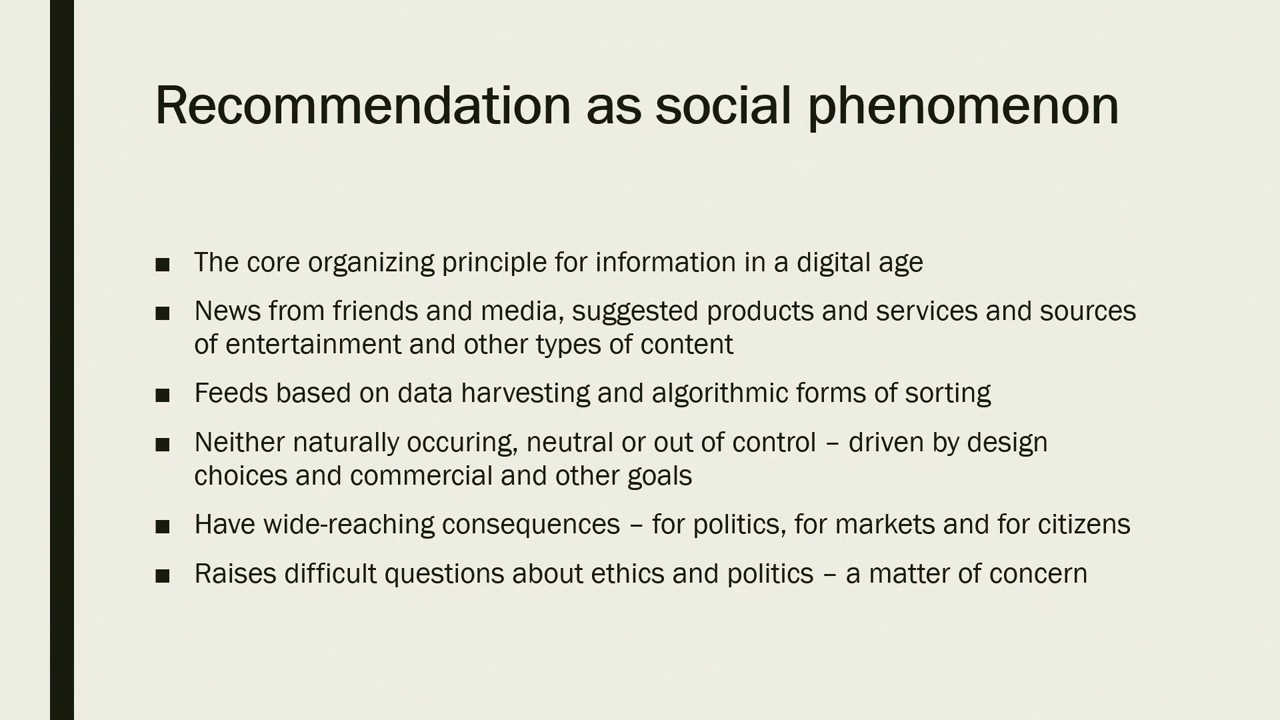 Recommendation as social phenomenon
■ The core organizing principle for information in a digital age
■ News from friends and media, suggested products and services and sources
of entertainment and other types of content
■ Feeds based on data harvesting and algorithmic forms of sorting
■ Neither naturally occuring, neutral or out of control – driven by design
choices and commercial and other goals
■ Have wide-reaching consequences – for politics, for markets and for citizens
■ Raises difficult questions about ethics and politics – a matter of concern